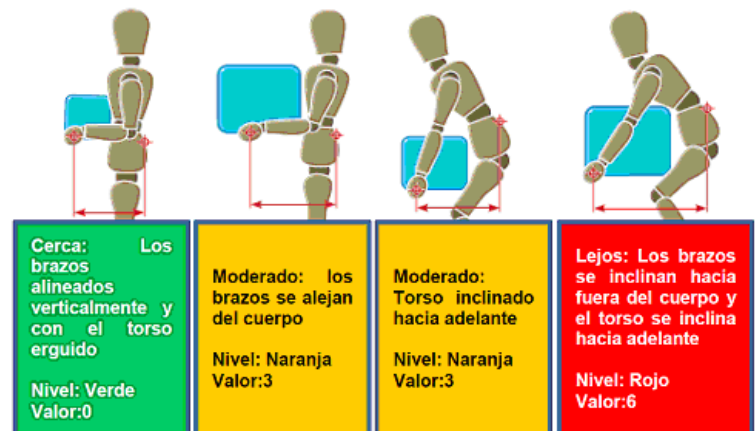 Cerca: Los
brazos
alineados
verticalmente y
con el torso
erguido
Nivel: Verde
Valor:0
Moderado: los
brazos se alejan
del cuerpo
Nivel: Naranja
Valor:3
Moderado:
Torso inclinado
hacia adelante
Nivel: Naranja
Valor:3
Lejos: Los brazos
se inclinan hacia
fuera del cuerpo y
el torso se inclina
hacia adelante
Nivel: Rojo
Valor:6